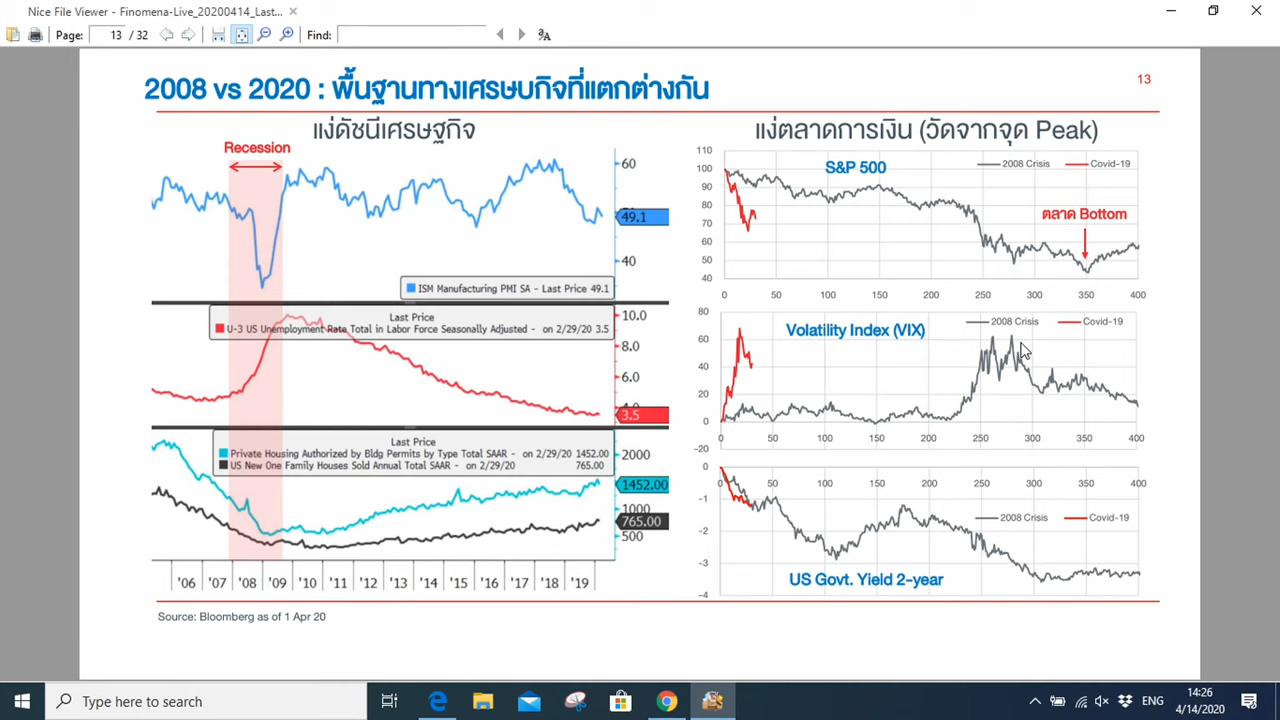 Nice File Viewer - Finomena-Live_20200414_Last...
Page: 13 / 32 Find:
13
2008 vs 2020 : พื้นฐานทางเศรษบกิจที่แตกต่างกัน
แง่ดัชนีเศรษฐกิจ
Recession
60
49.1
40
ISM Manufacturing PMI SA - Last Price 49.1
Last Price
U-3 US Unemployment Rate Total in Labor Force Seasonally Adjusted - on 2/29/20 3.5
10.0
8.0
6.0
4.0
3.5
Last Price
Private Housing Authorized by Bldg Permits by Type Total SAAR - on 2/29/20 1452.00
US New One Family Houses Sold Annual Total SAAR - on 2/29/20 765.00
2000
1452.00
1000
765.00
500
'06 '07 '08 '09 '10 '11 '12 '13 '14 '15 '16 '17 '18 '19
Source: Bloomberg as of 1 Apr 20
แง่ตลาดการเงิน (วัดจากจุด Peak)
S&P 500
2008 Crisis Covid-19
ตลาด Bottom
110
100
90
80
70
60
50
40
0 50 100 150 200 250 300 350 400
Volatility Index (VIX)
2008 Crisis Covid-19
80
60
40
20
0
-20
0 50 100 150 200 250 300 350 400
0
-1
-2
-3
-4
0 50 100 150 200 250 300 350 400
2008 Crisis Covid-19
US Govt. Yield 2-year
Type here to search
ENG
14:26
4/14/2020